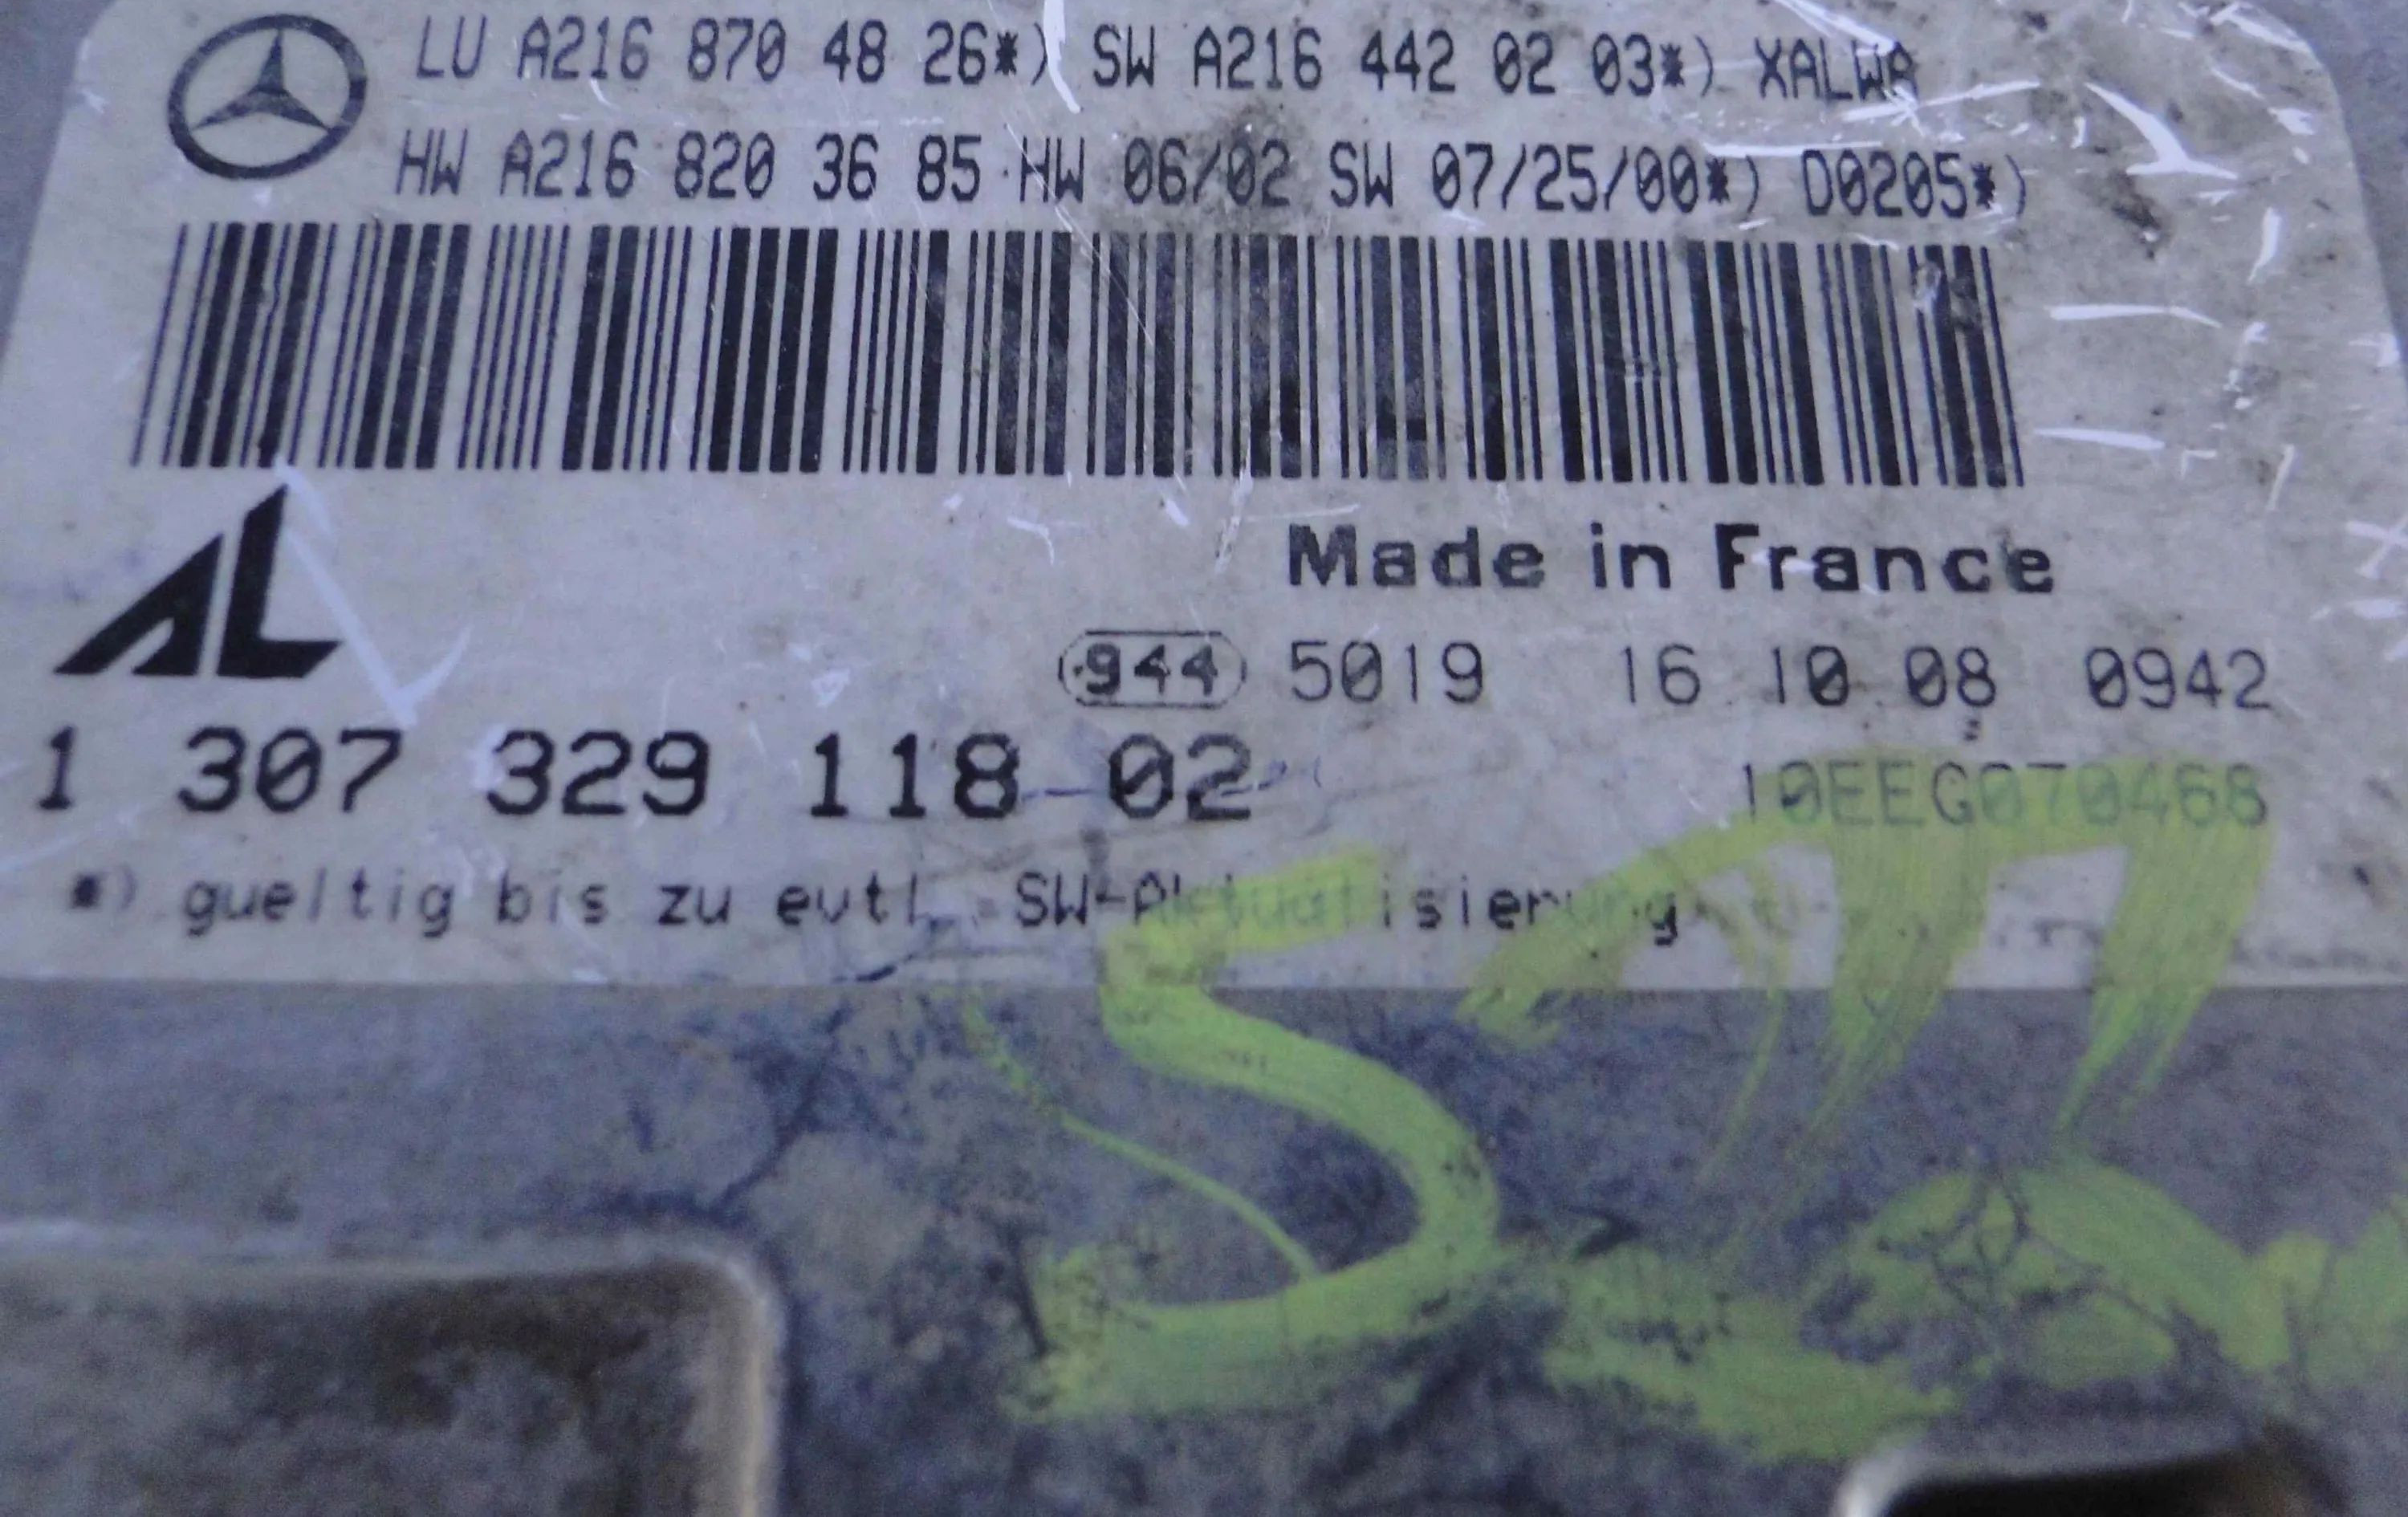 LU A216 870 48 26*) SW A216 442 02 03*) XALWA
HW A216 820 36 85 HW 06/02 SW 07/25/00*) D0205*)
AL
Made in France
944 5019 16 10 08 0942
1 307 329 118 02
10EEG070468
*) gueltig bis zu evtl. SW-Aktualisierung